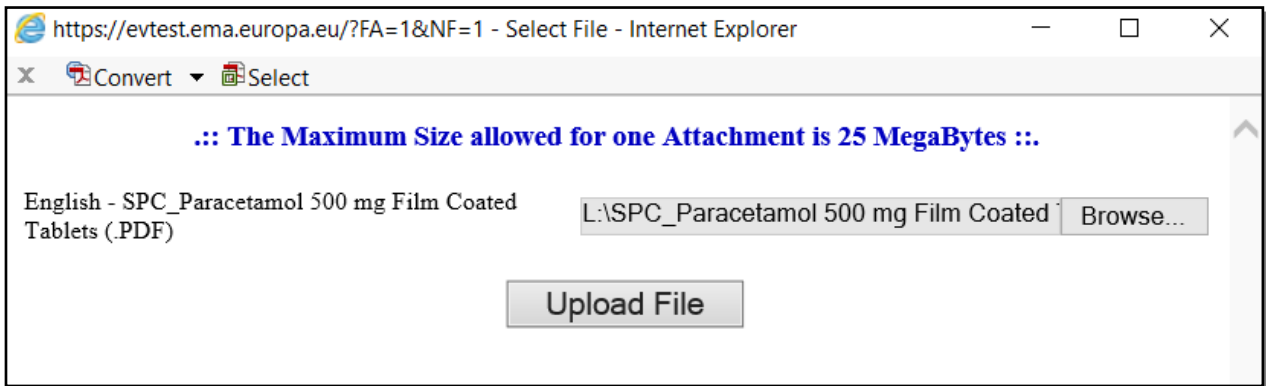 https://evtest.ema.europa.eu/?FA=1&NF=1 - Select File - Internet Explorer
x Convert Select
.:: The Maximum Size allowed for one Attachment is 25 MegaBytes ::.
English - SPC_Paracetamol 500 mg Film Coated
Tablets (.PDF)
L:\SPC_Paracetamol 500 mg Film Coated
Browse...
Upload File